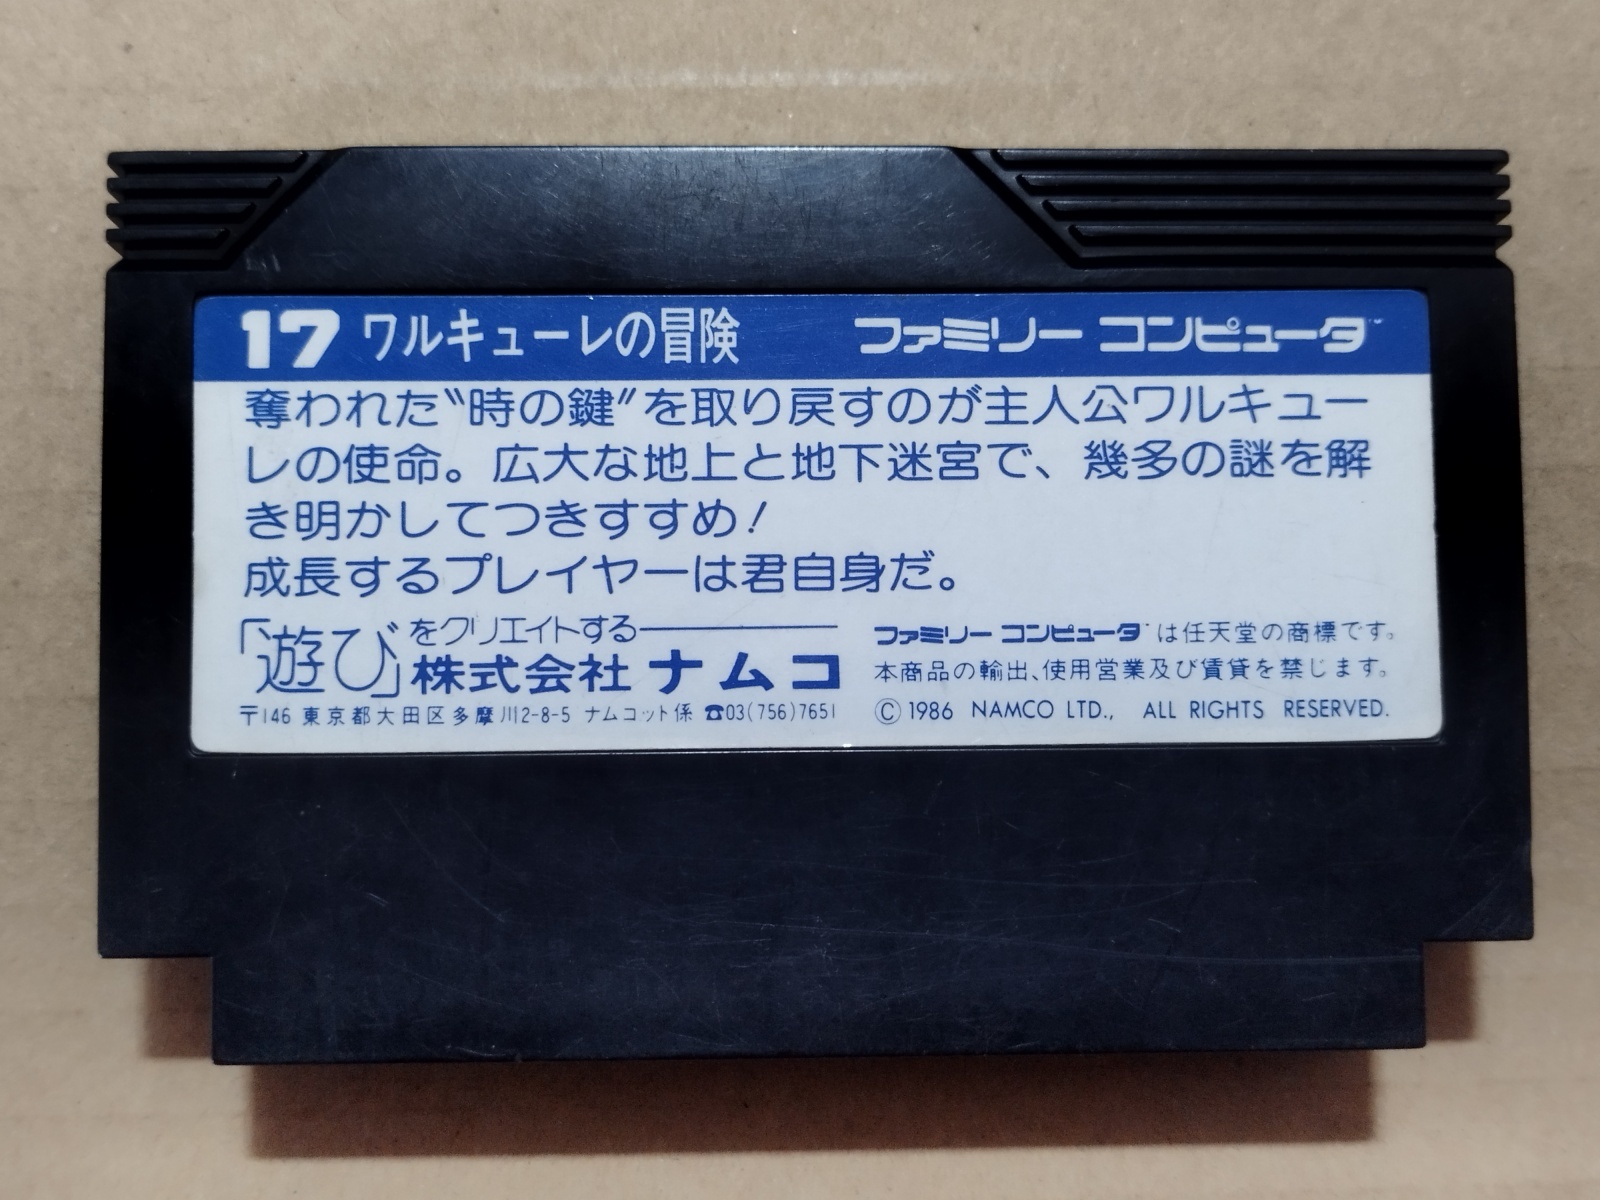 17 ワルキューレの冒険 ファミリー コンピュータ™
奪われた〝時の鍵〟を取り戻すのが主人公ワルキュー
レの使命。広大な地上と地下迷宮で、幾多の謎を解
き明かしてつきすすめ!
成長するプレイヤーは君自身だ。
「遊び」をクリエイトする
株式会社 ナムコ
〒146 東京都大田区多摩川2-8-5 ナムコット係 ☎03(756)7651
ファミリー コンピュータ™は任天堂の商標です。
本商品の輸出、使用営業及び賃貸を禁じます。
©1986 NAMCO LTD., ALL RIGHTS RESERVED.